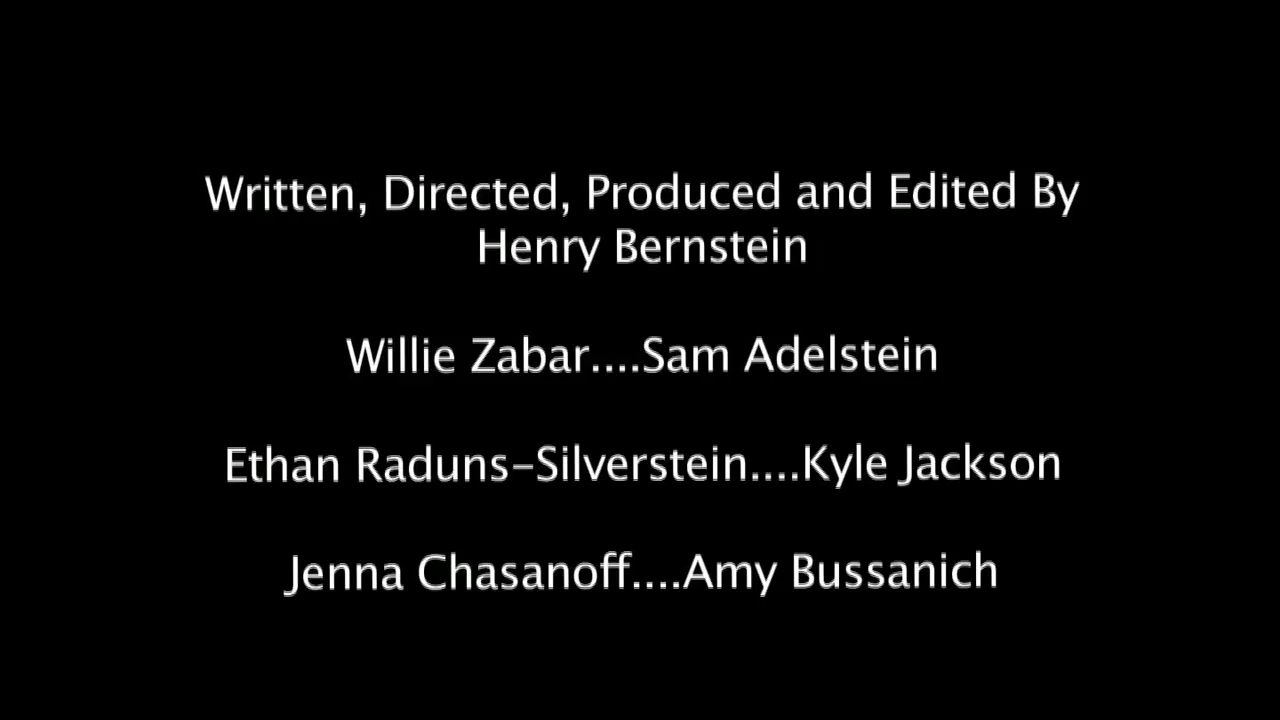 Written, Directed, Produced and Edited By
Henry Bernstein
Willie Zabar....Sam Adelstein
Ethan Raduns-Silverstein....Kyle Jackson
Jenna Chasanoff....Amy Bussanich